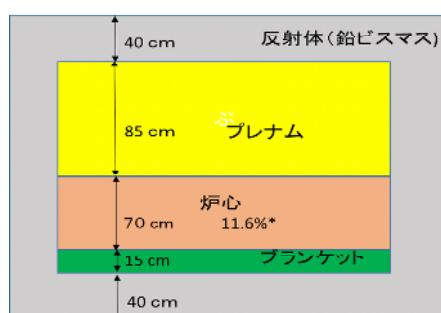 40 cm
反射体(鉛ビスマス)
ぷ
85 cm
プレナム
炉心
70 cm
11.6%*
ブランケット
15 cm
40 cm